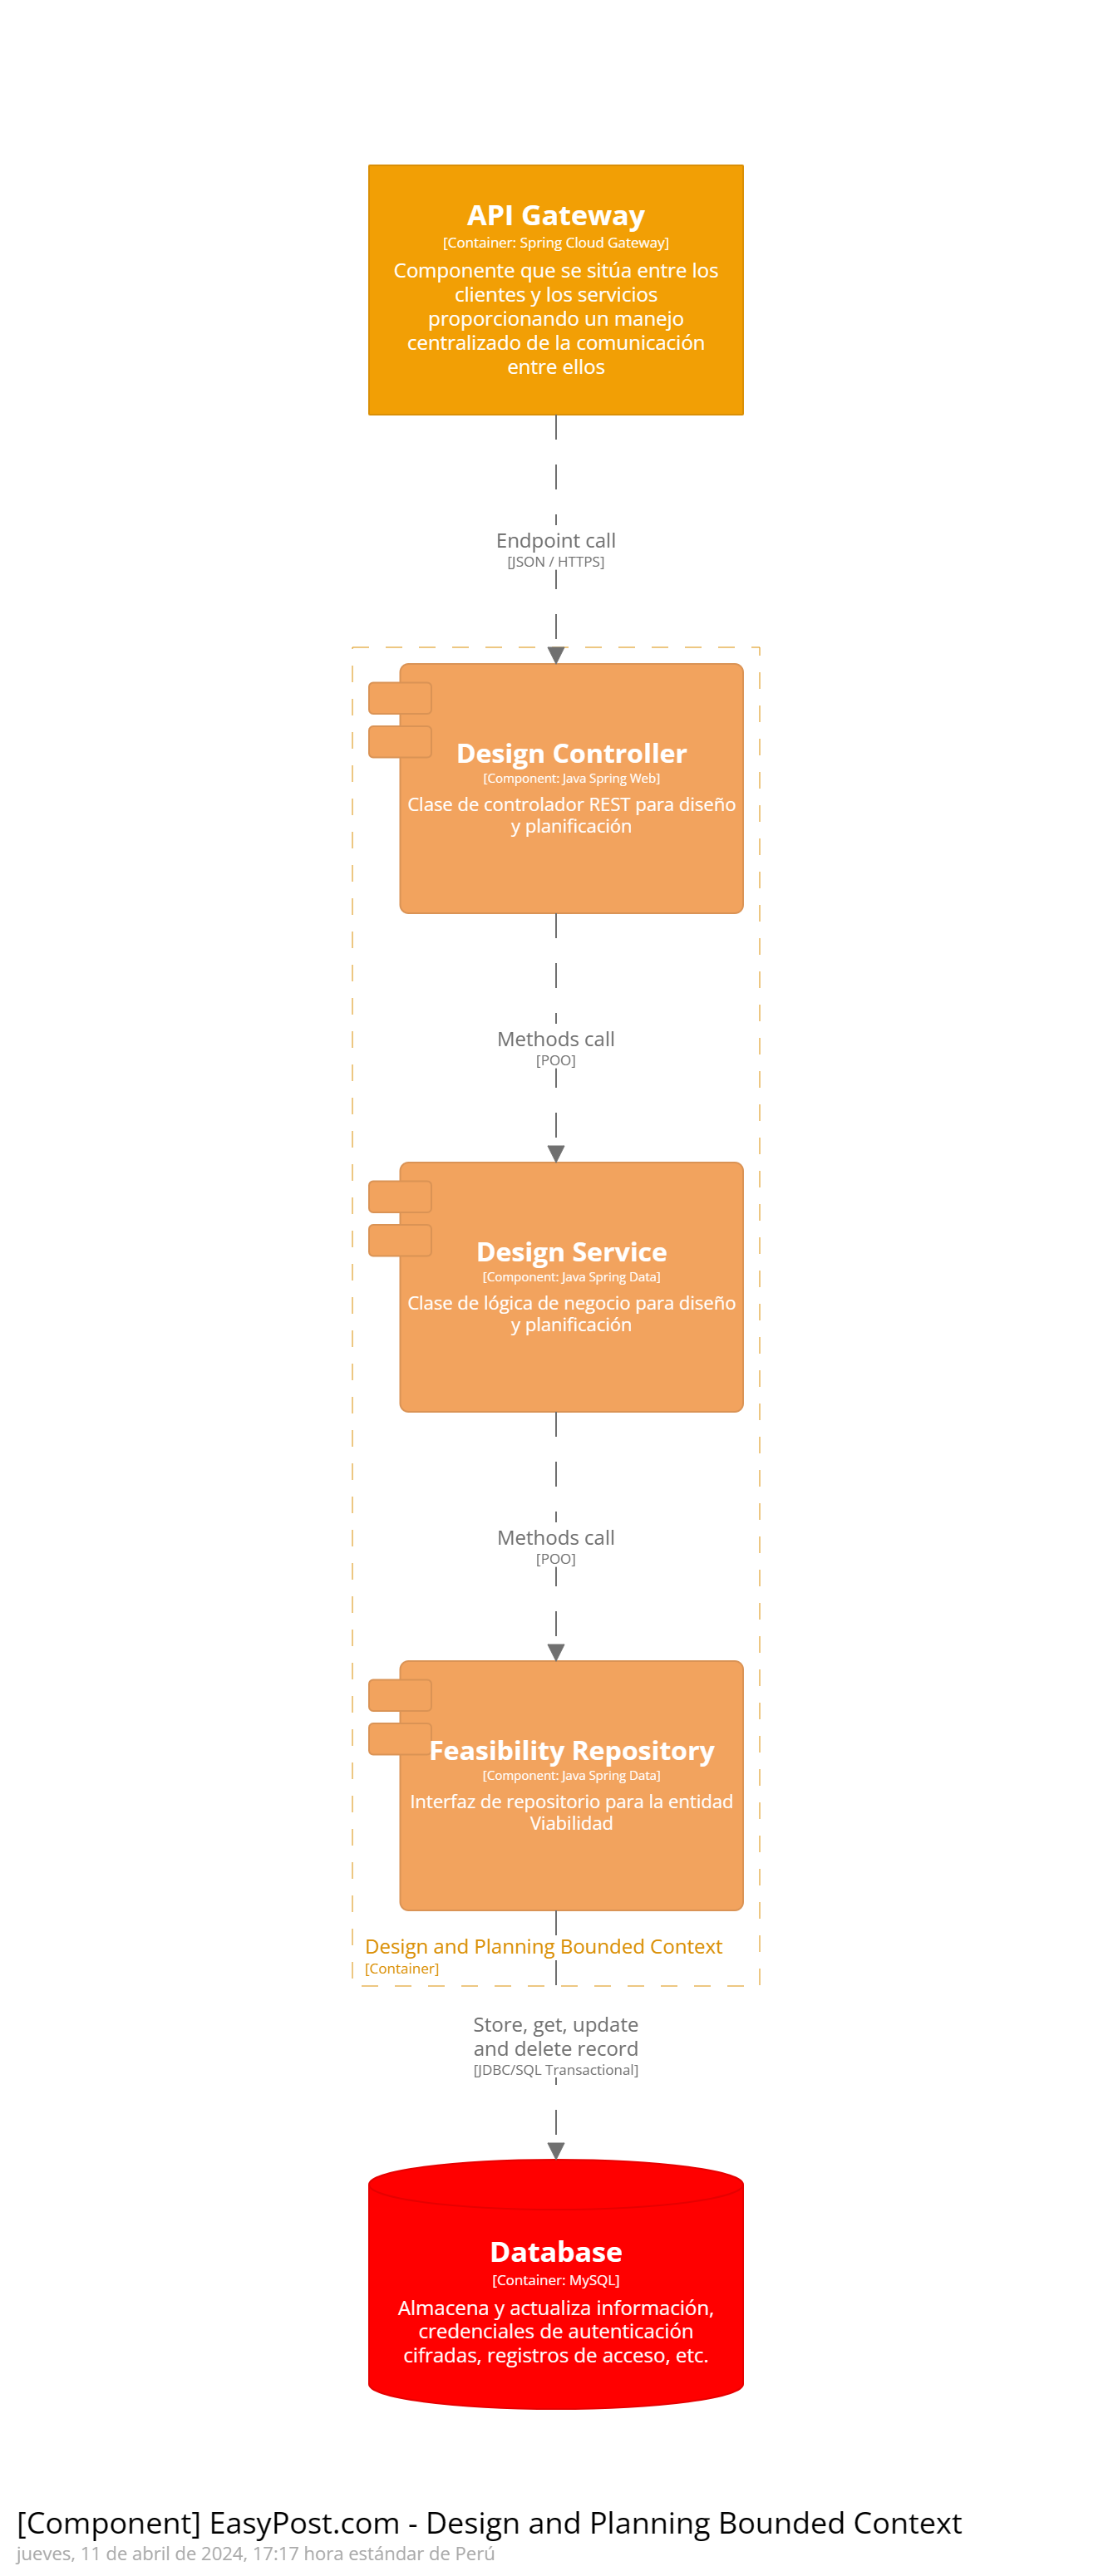 API Gateway
[Container: Spring Cloud Gateway]
Componente que se sitúa entre los
clientes y los servicios
proporcionando un manejo
centralizado de la comunicación
entre ellos
Endpoint call
[JSON / HTTPS]
Design Controller
[Component: Java Spring Web]
Clase de controlador REST para diseño
y planificación
Methods call
[POO]
Design Service
[Component: Java Spring Data]
Clase de lógica de negocio para diseño
y planificación
Methods call
[POO]
Feasibility Repository
[Component: Java Spring Data]
Interfaz de repositorio para la entidad
Viabilidad
Design and Planning Bounded Context
[Container]
Store, get, update
and delete record
[JDBC/SQL Transactional]
Database
[Container: MySQL]
Almacena y actualiza información,
credenciales de autenticación
cifradas, registros de acceso, etc.
[Component] EasyPost.com - Design and Planning Bounded Context
jueves, 11 de abril de 2024, 17:17 hora estándar de Perú